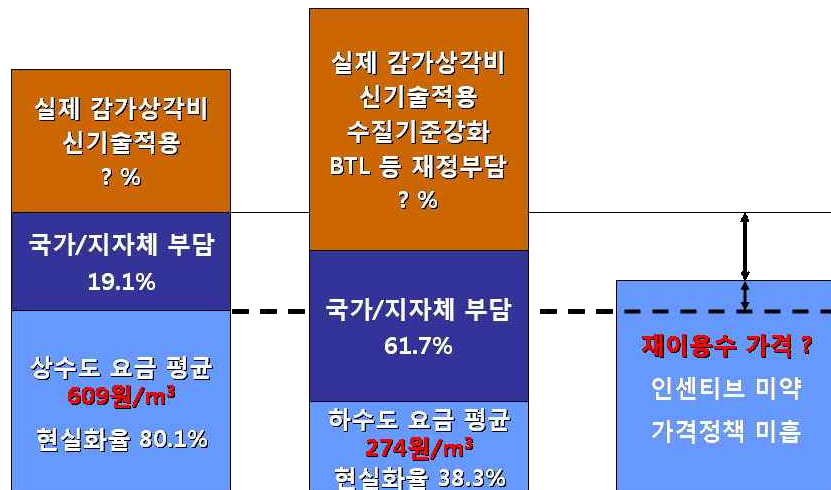 실제 감가상각비
신기술적용
? %
국가/지자체 부담
19.1%
상수도 요금 평균
609원/m³
현실화율 80.1%
실제 감가상각비
신기술적용
수질기준강화
BTL 등 재정부담
? %
국가/지자체 부담
61.7%
하수도 요금 평균
274원/m³
현실화율 38.3%
재이용수 가격 ?
인센티브 미약
가격정책 미흡